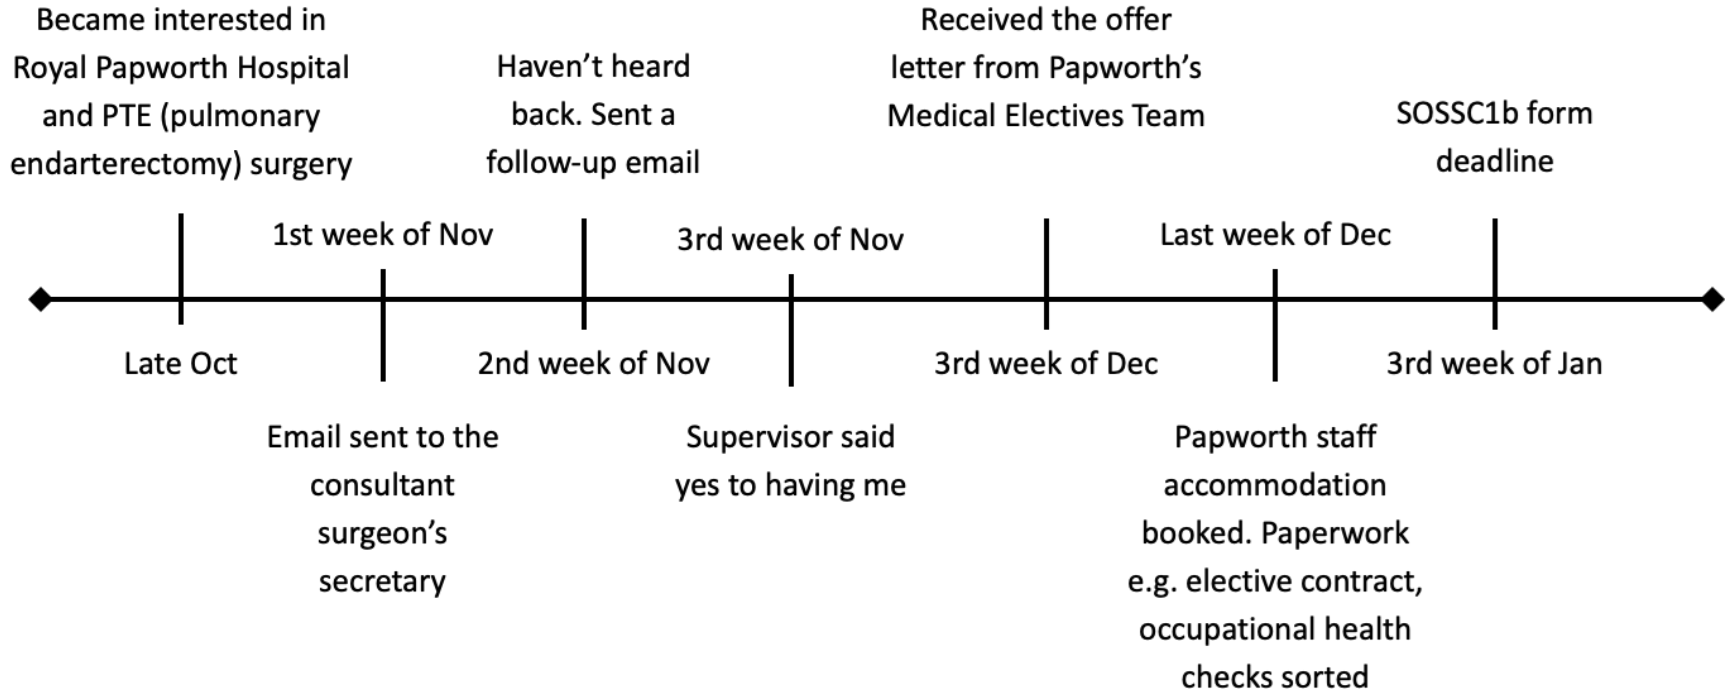 Became interested in
Royal Papworth Hospital
and PTE (pulmonary
endarterectomy) surgery
Late Oct
1st week of Nov
Email sent to the
consultant
surgeon’s
secretary
Haven’t heard
back. Sent a
follow-up email
2nd week of Nov
3rd week of Nov
Supervisor said
yes to having me
Received the offer
letter from Papworth’s
Medical Electives Team
3rd week of Dec
Last week of Dec
Papworth staff
accommodation
booked. Paperwork
e.g. elective contract,
occupational health
checks sorted
SOSSC1b form
deadline
3rd week of Jan